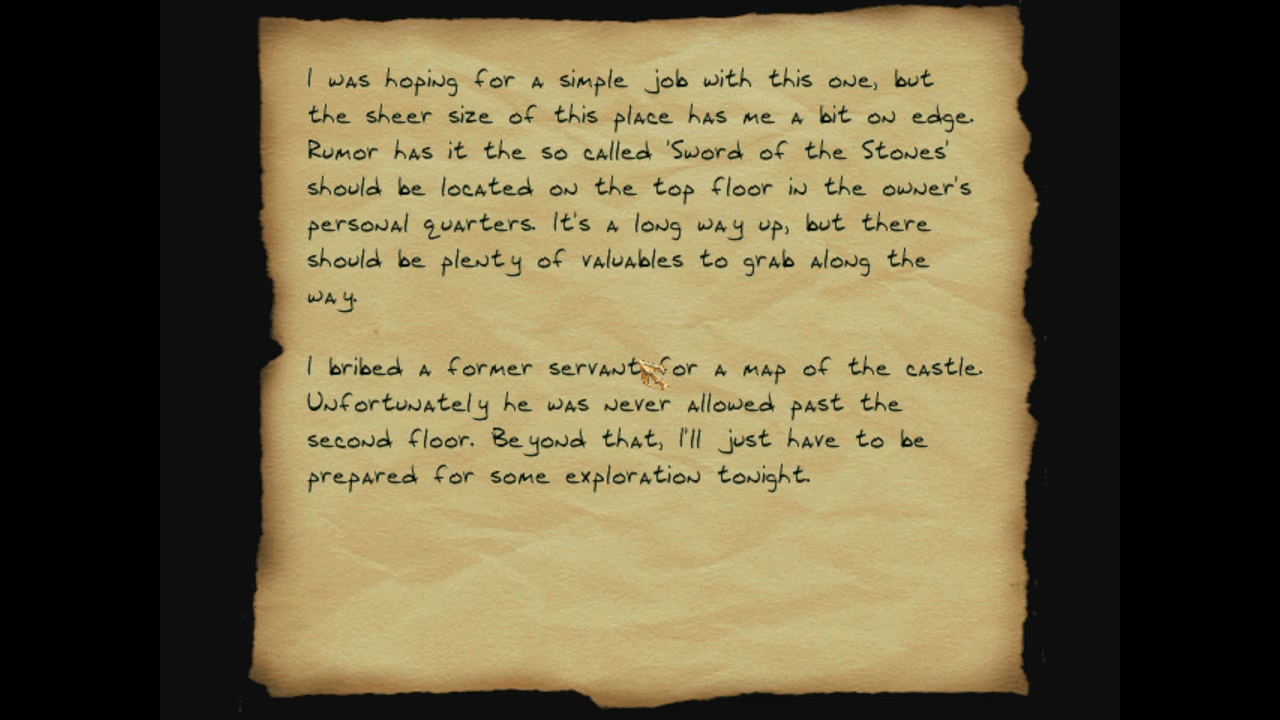 I was hoping for a simple job with this one, but
the sheer size of this place has me a bit on edge.
Rumor has it the so called 'Sword of the Stones'
should be located on the top floor in the owner's
personal quarters. It's a long way up, but there
should be plenty of valuables to grab along the
way.
I bribed a former servant for a map of the castle.
Unfortunately he was never allowed past the
second floor. Beyond that, I'll just have to be
prepared for some exploration tonight.